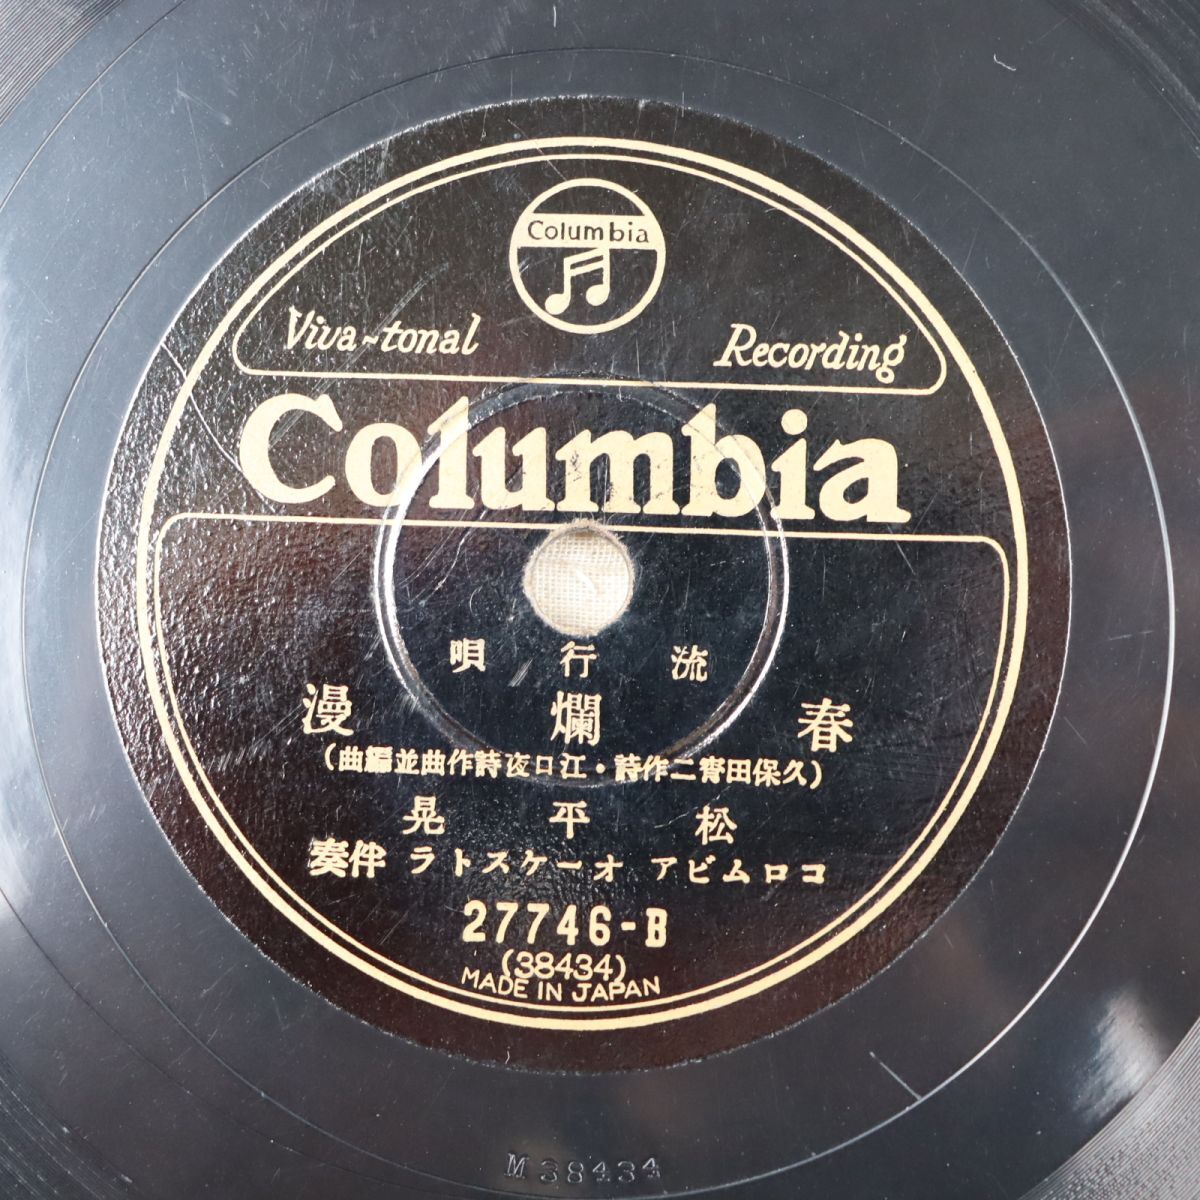 Columbia
Viva-tonal Recording
Columbia
流行唄
春爛漫
(久保田宵二作詩・江口夜詩作曲並編曲)
松平晃
コロムビア オーケストラ 伴奏
27746-B
(38434)
MADE IN JAPAN
M 38434